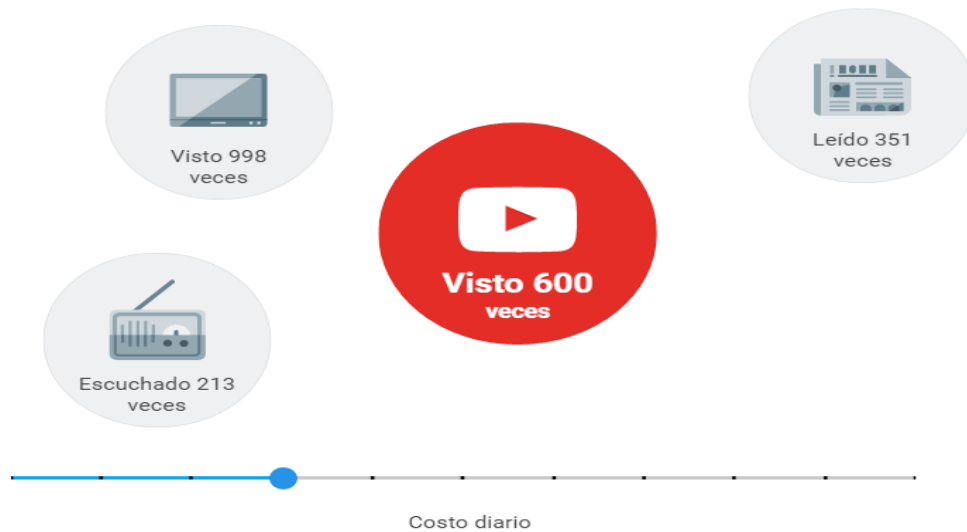 Visto 998
veces
Leído 351
veces
Visto 600
veces
Escuchado 213
veces
Costo diario